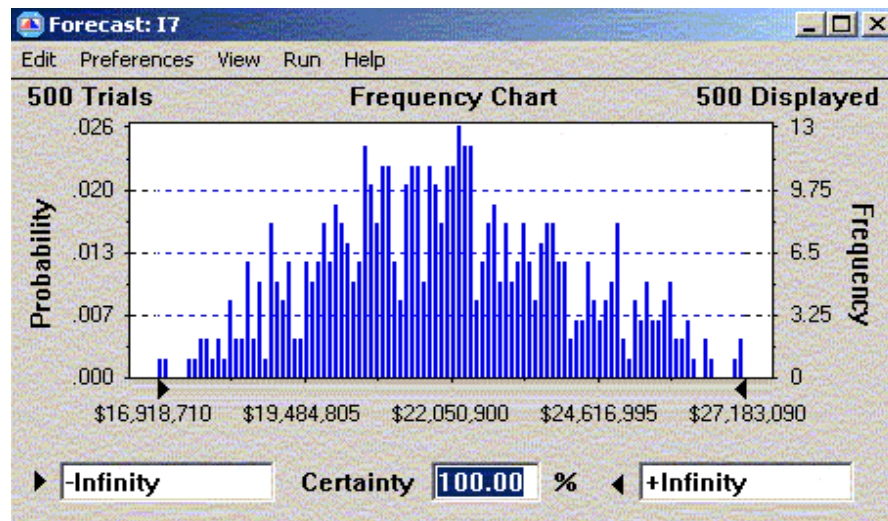 Forecast: I7
Edit Preferences View Run Help
500 Trials Frequency Chart 500 Displayed
.026 13
.020 9.75
.013 6.5
.007 3.25
.000 0
Probability
Frequency
$16,918,710 $19,484,805 $22,050,900 $24,616,995 $27,183,090
-Infinity Certainty 100.00 % +Infinity